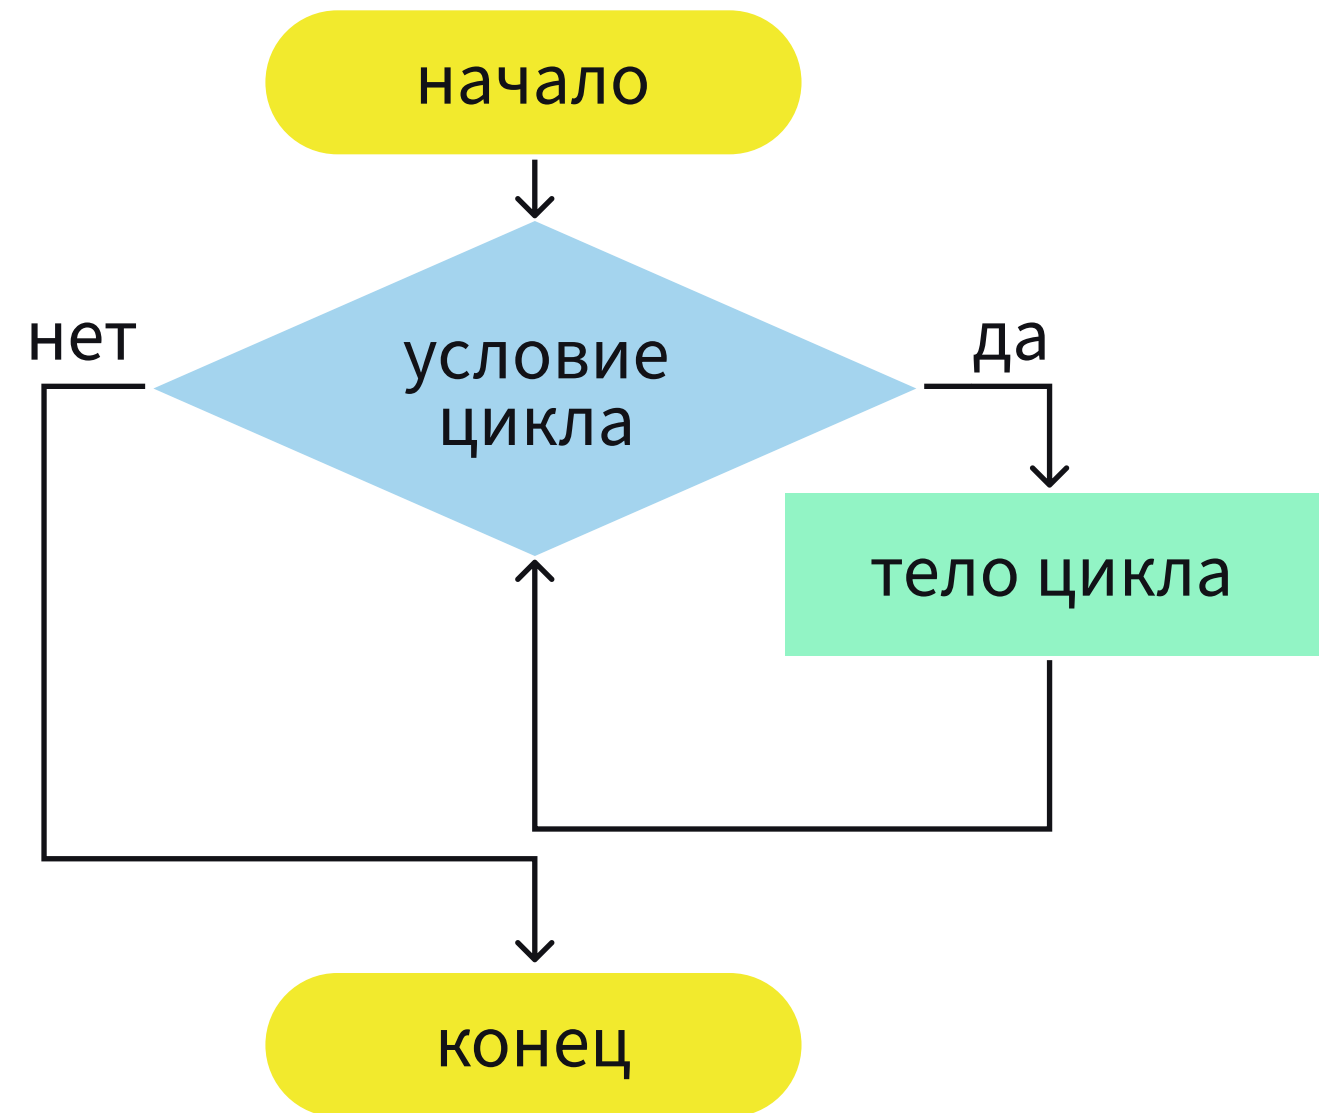 начало
нет
да
условие
цикла
тело цикла
конец